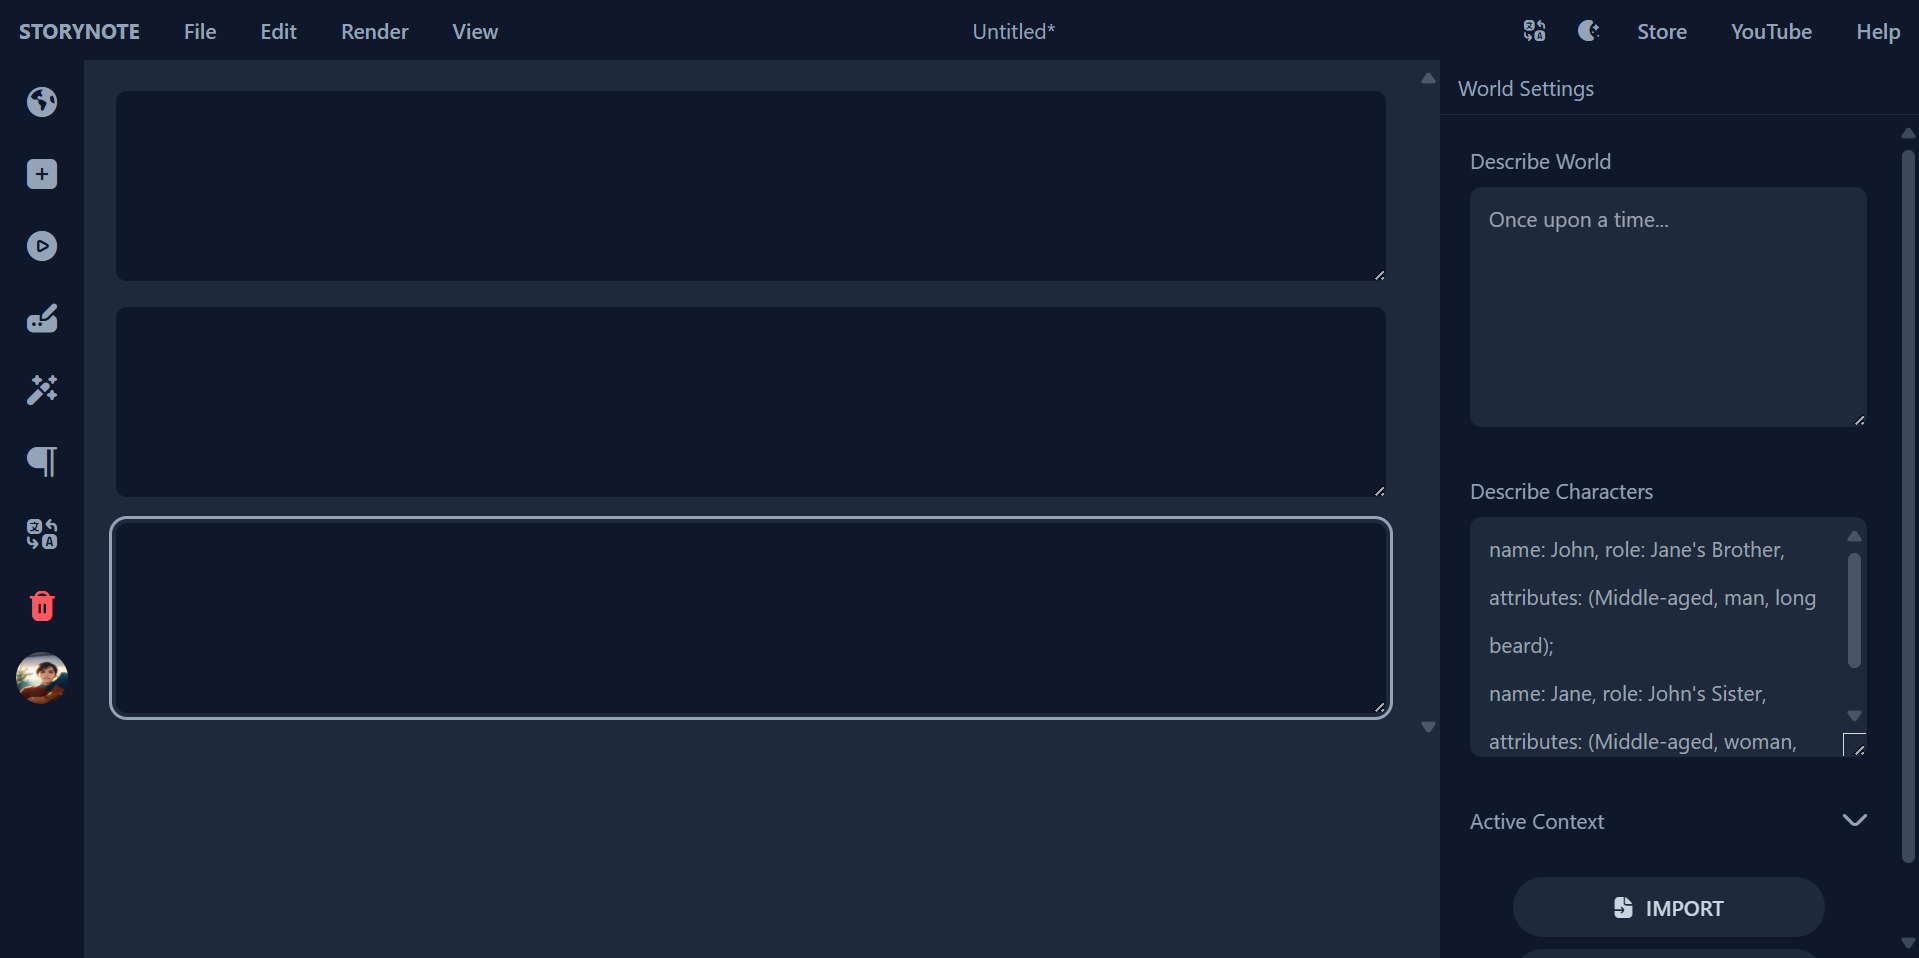 STORYNOTE File Edit Render View Untitled* Store YouTube Help
World Settings
Describe World
Once upon a time...
Describe Characters
name: John, role: Jane's Brother,
attributes: (Middle-aged, man, long
beard);
name: Jane, role: John's Sister,
attributes: (Middle-aged, woman,
Active Context
IMPORT